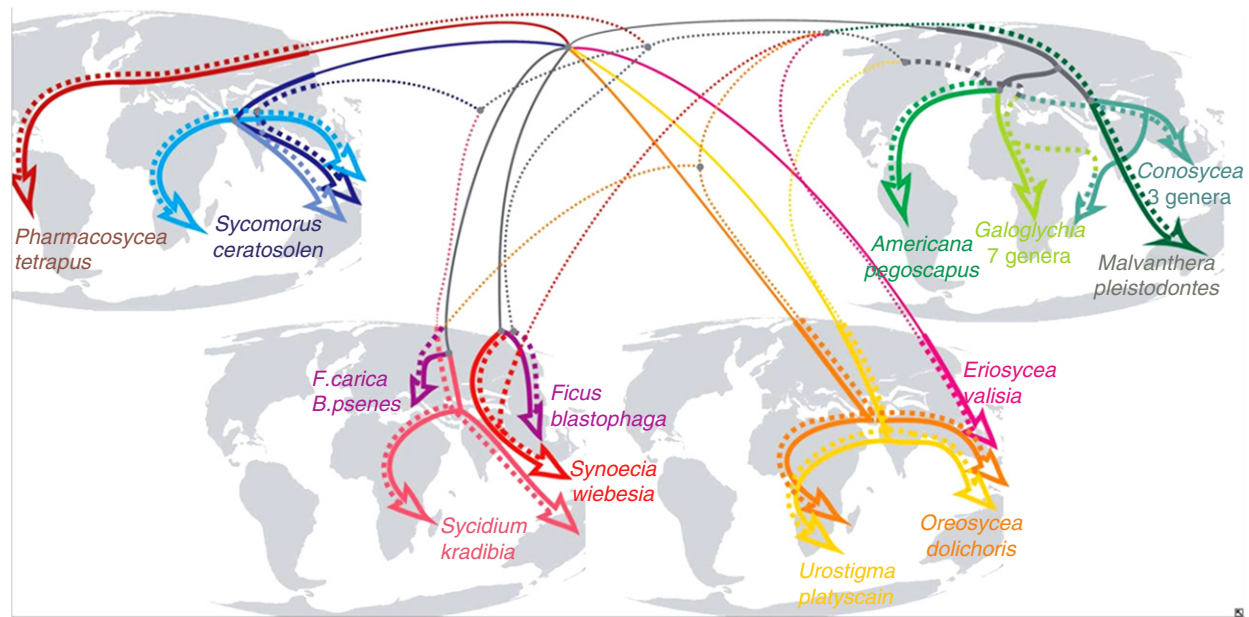 Pharmacosycea
tetrapus
Sycomorus
ceratosolen
Americana
pegoscapus
Galoglychia
7 genera
Conosycea
3 genera
Malvanthera
pleistodontes
F.carica
B.psenes
Ficus
blastophaga
Synoecia
wiebesia
Sycidium
kradibia
Eriosycea
valisia
Oreosycea
dolichoris
Urostigma
platyscain